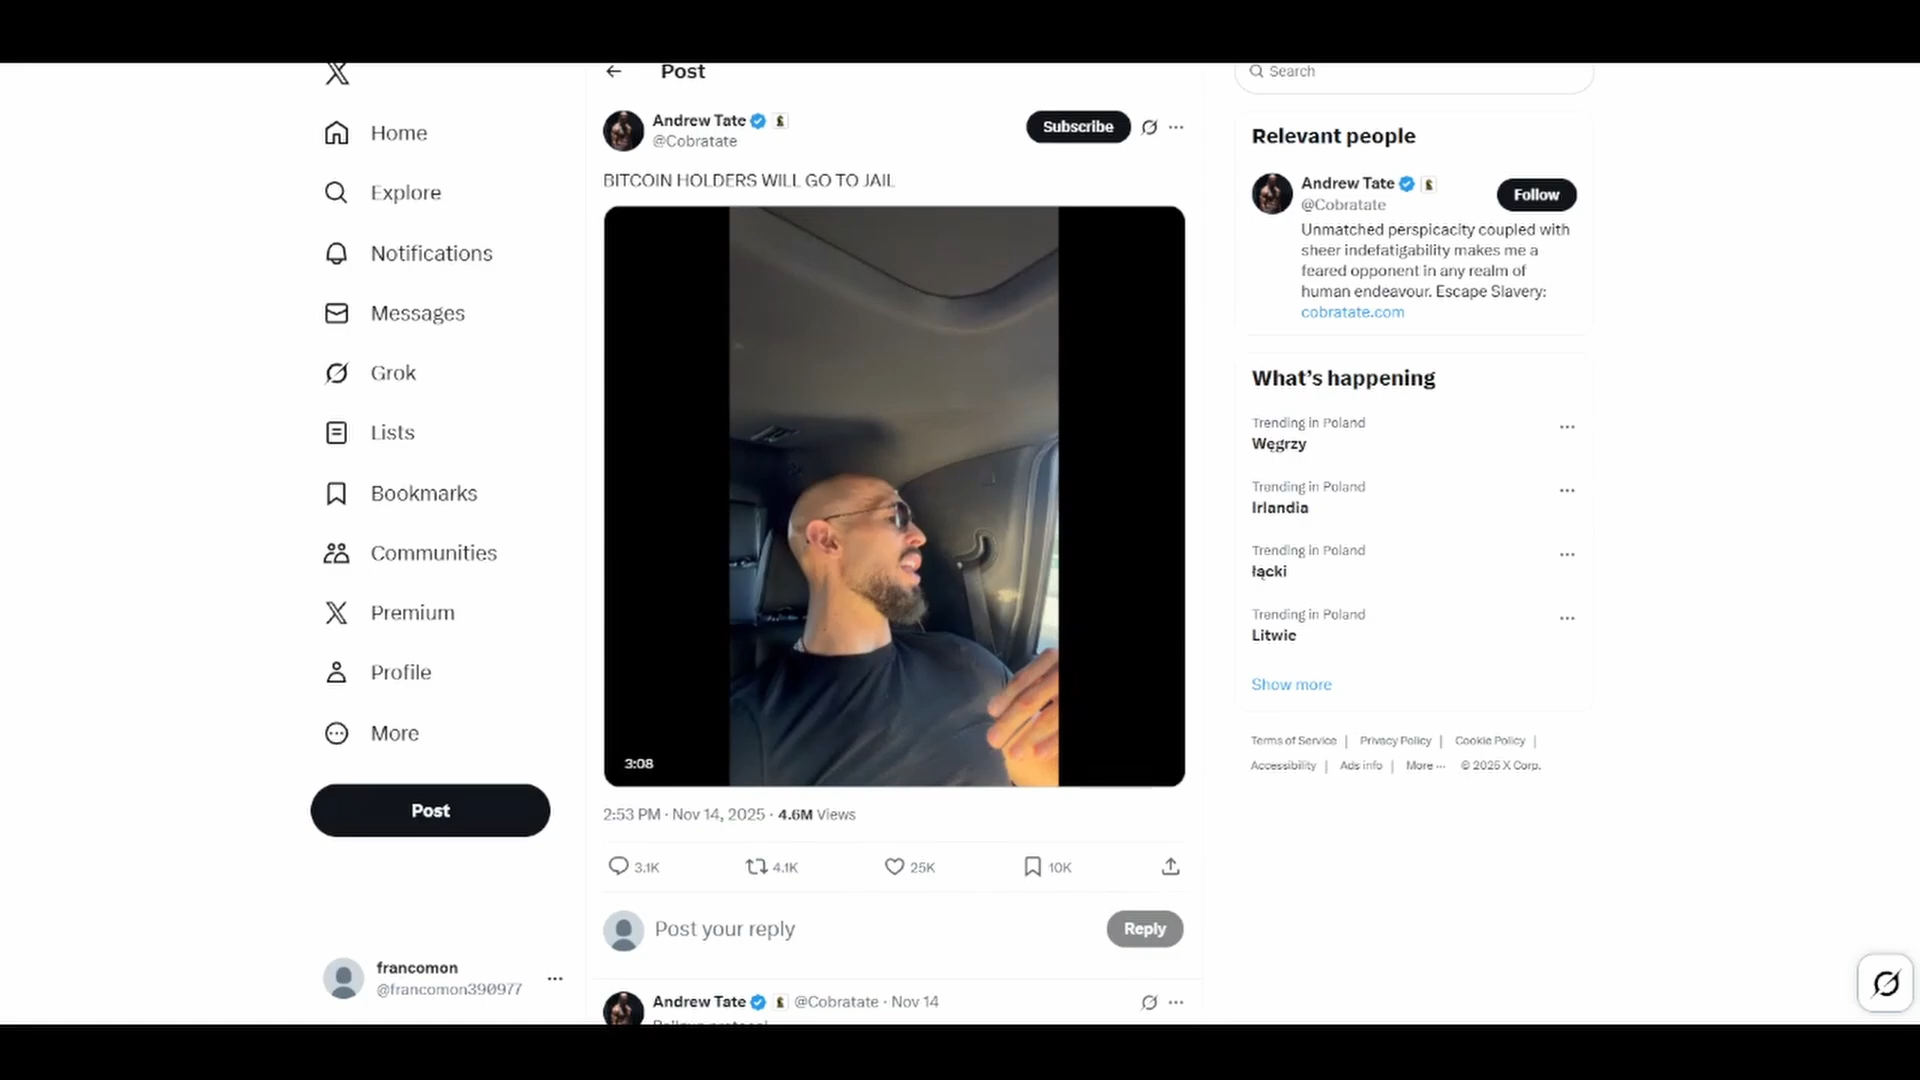 Post
Search
Home
Explore
Notifications
Messages
Grok
Lists
Bookmarks
Communities
Premium
Profile
More
Post
francomon
@francomon390977
Andrew Tate
@Cobratate
Subscribe
BITCOIN HOLDERS WILL GO TO JAIL
3:08
2:53 PM · Nov 14, 2025 · 4.6M Views
3.1K 4.1K 25K 10K
Post your reply
Reply
Andrew Tate @Cobratate · Nov 14
Relevant people
Andrew Tate
@Cobratate
Follow
Unmatched perspicacity coupled with
sheer indefatigability makes me a
feared opponent in any realm of
human endeavour. Escape Slavery:
cobratate.com
What's happening
Trending in Poland
Węgrzy
Trending in Poland
Irlandia
Trending in Poland
łącki
Trending in Poland
Litwie
Show more
Terms of Service | Privacy Policy | Cookie Policy |
Accessibility | Ads info | More ··· © 2025 X Corp.